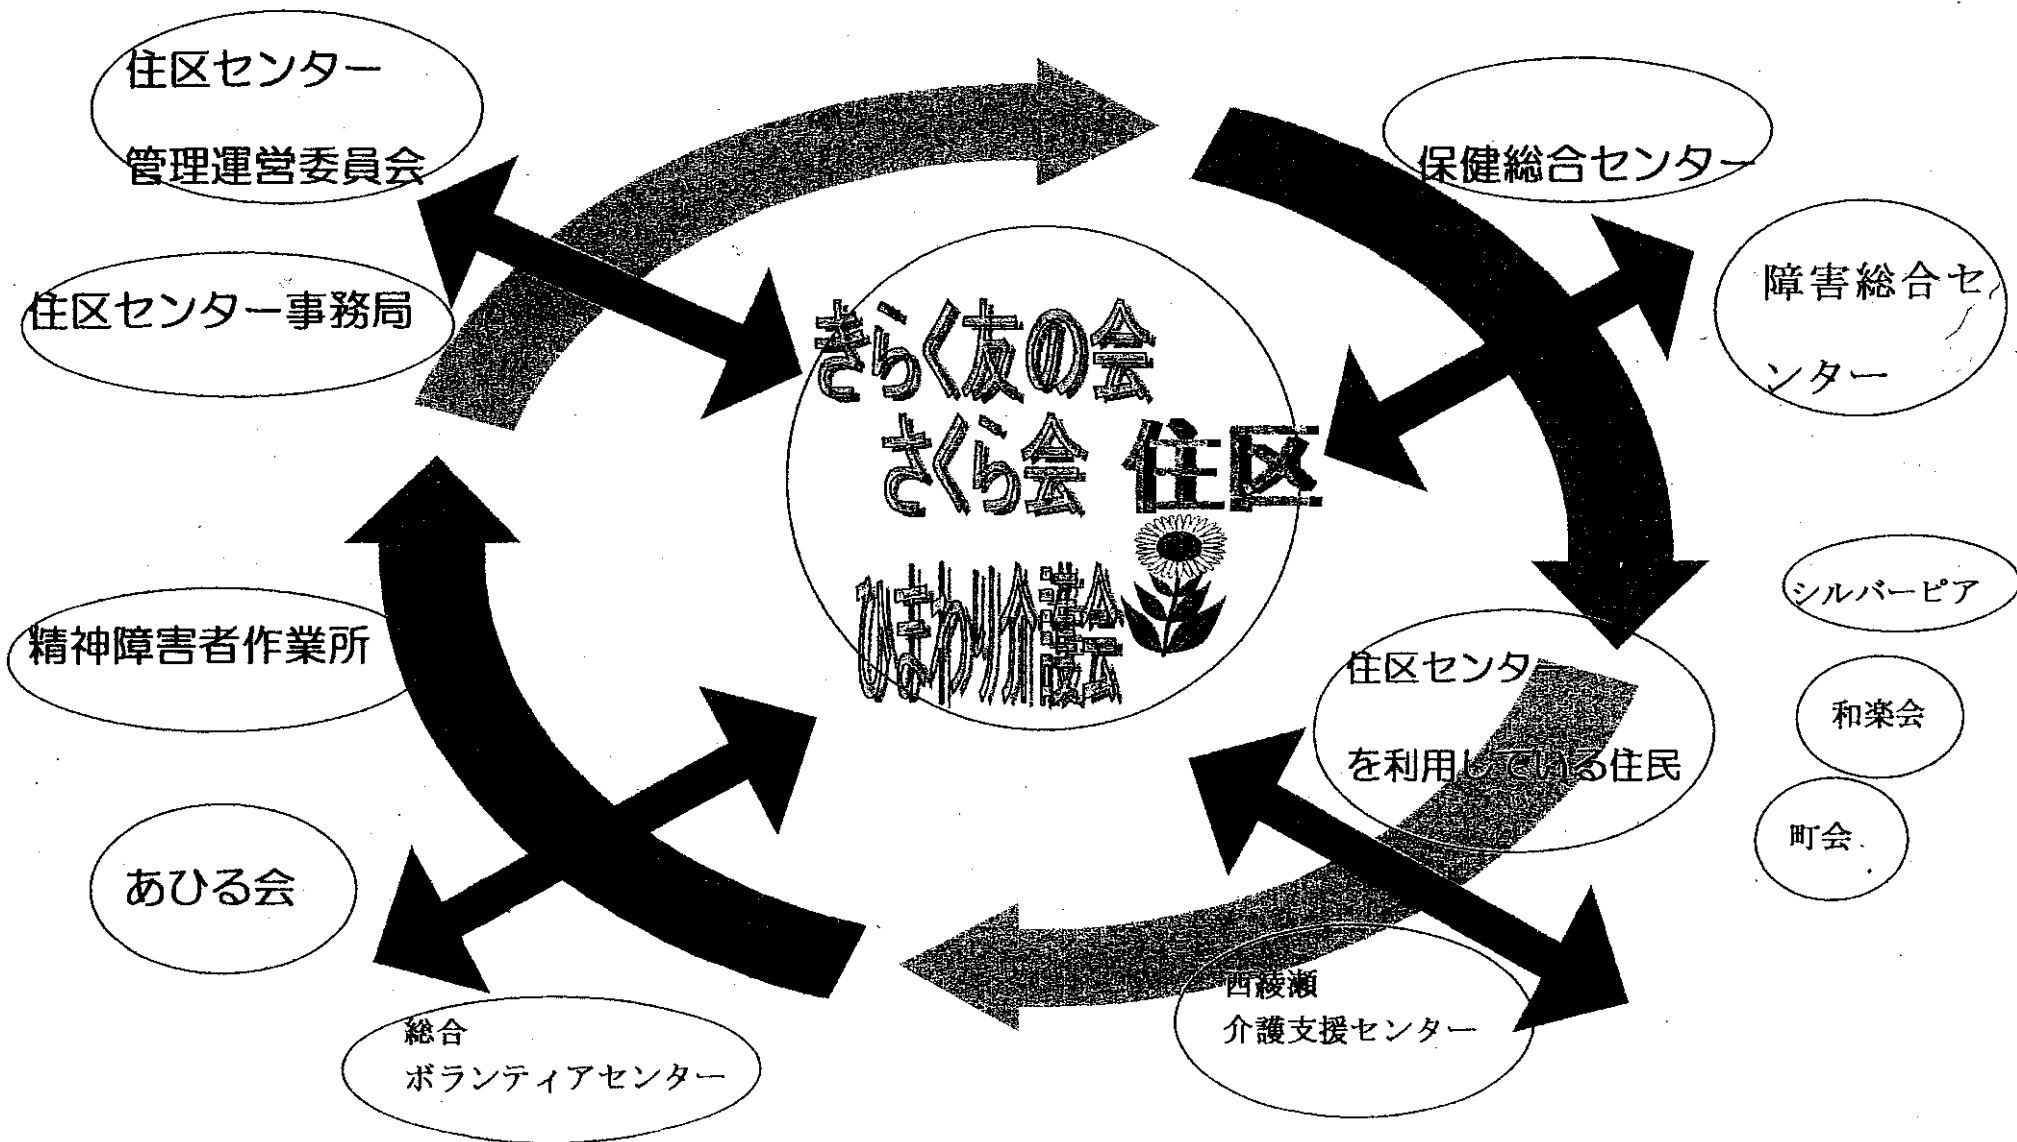 住区センター
管理運営委員会
保健総合センター
住区センター事務局
障害総合セ
ンター
きらく友の会
さくら会
住区
ひまわり介護会
シルバーピア
精神障害者作業所
住区センター
を利用している住民
和楽会
町会
あひる会
西綾瀬
介護支援センター
総合
ボランティアセンター